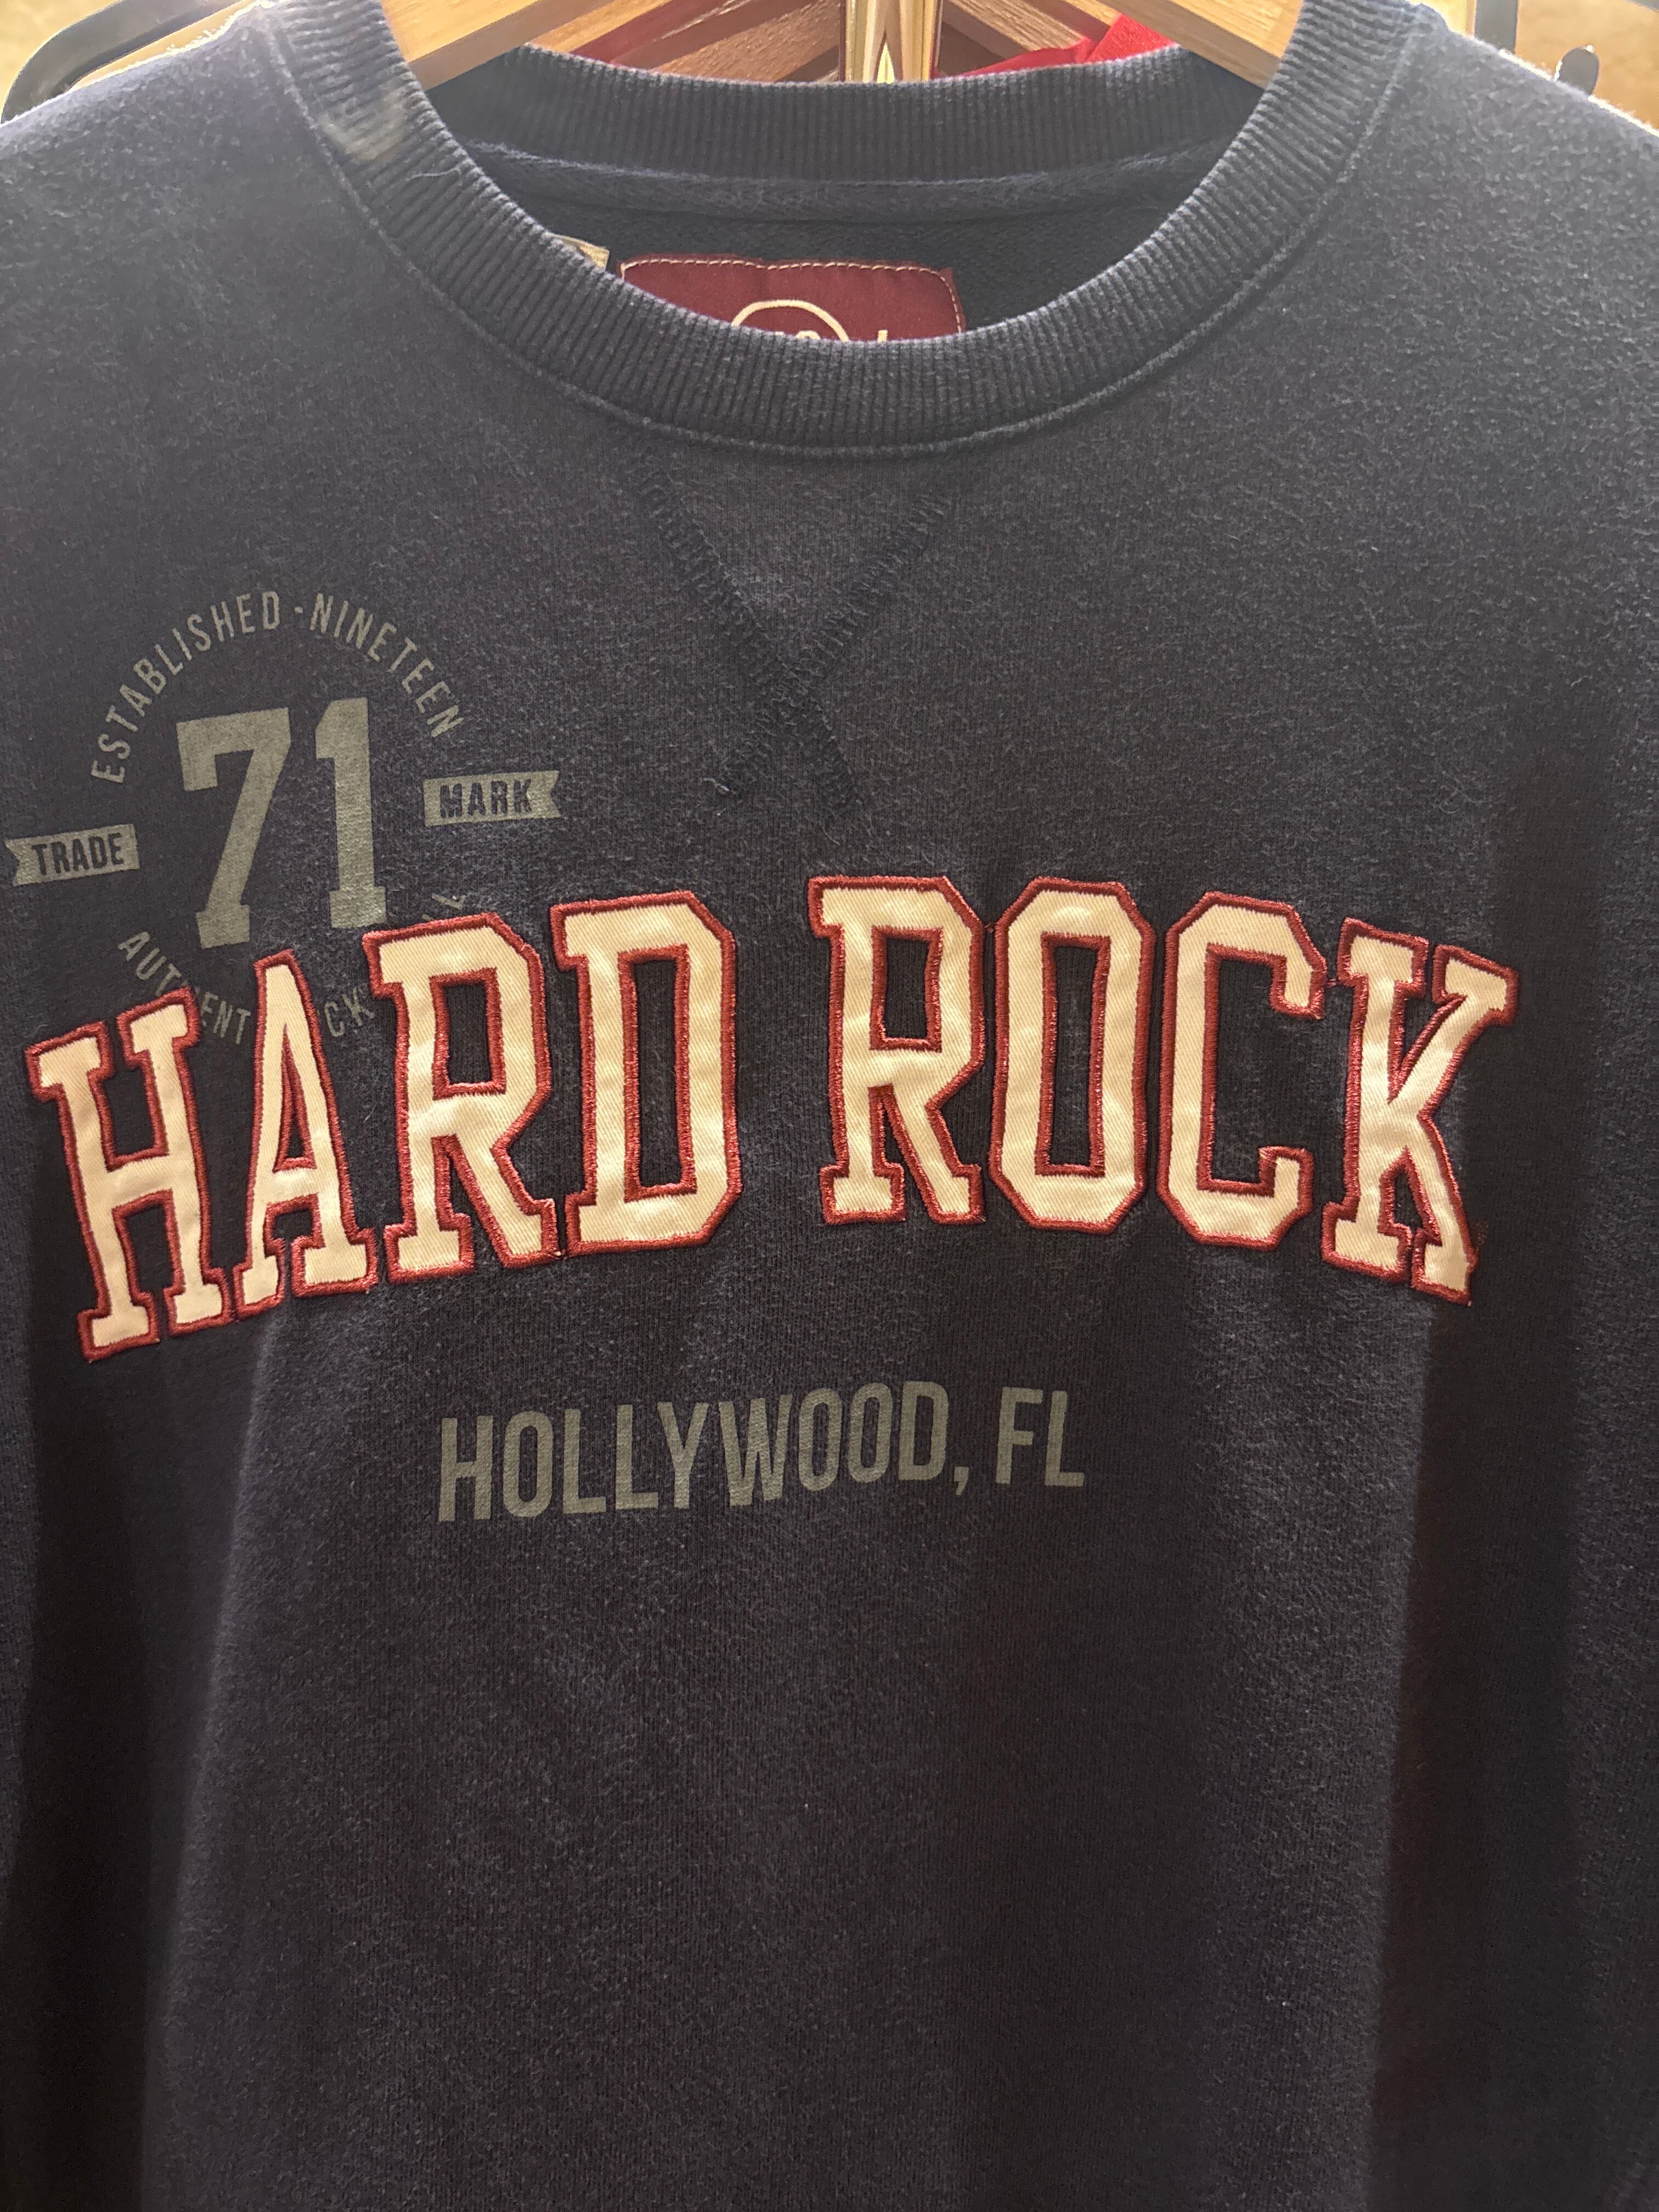 ESTABLISHED - NINETEEN
71
TRADE MARK
HARD ROCK
HOLLYWOOD, FL